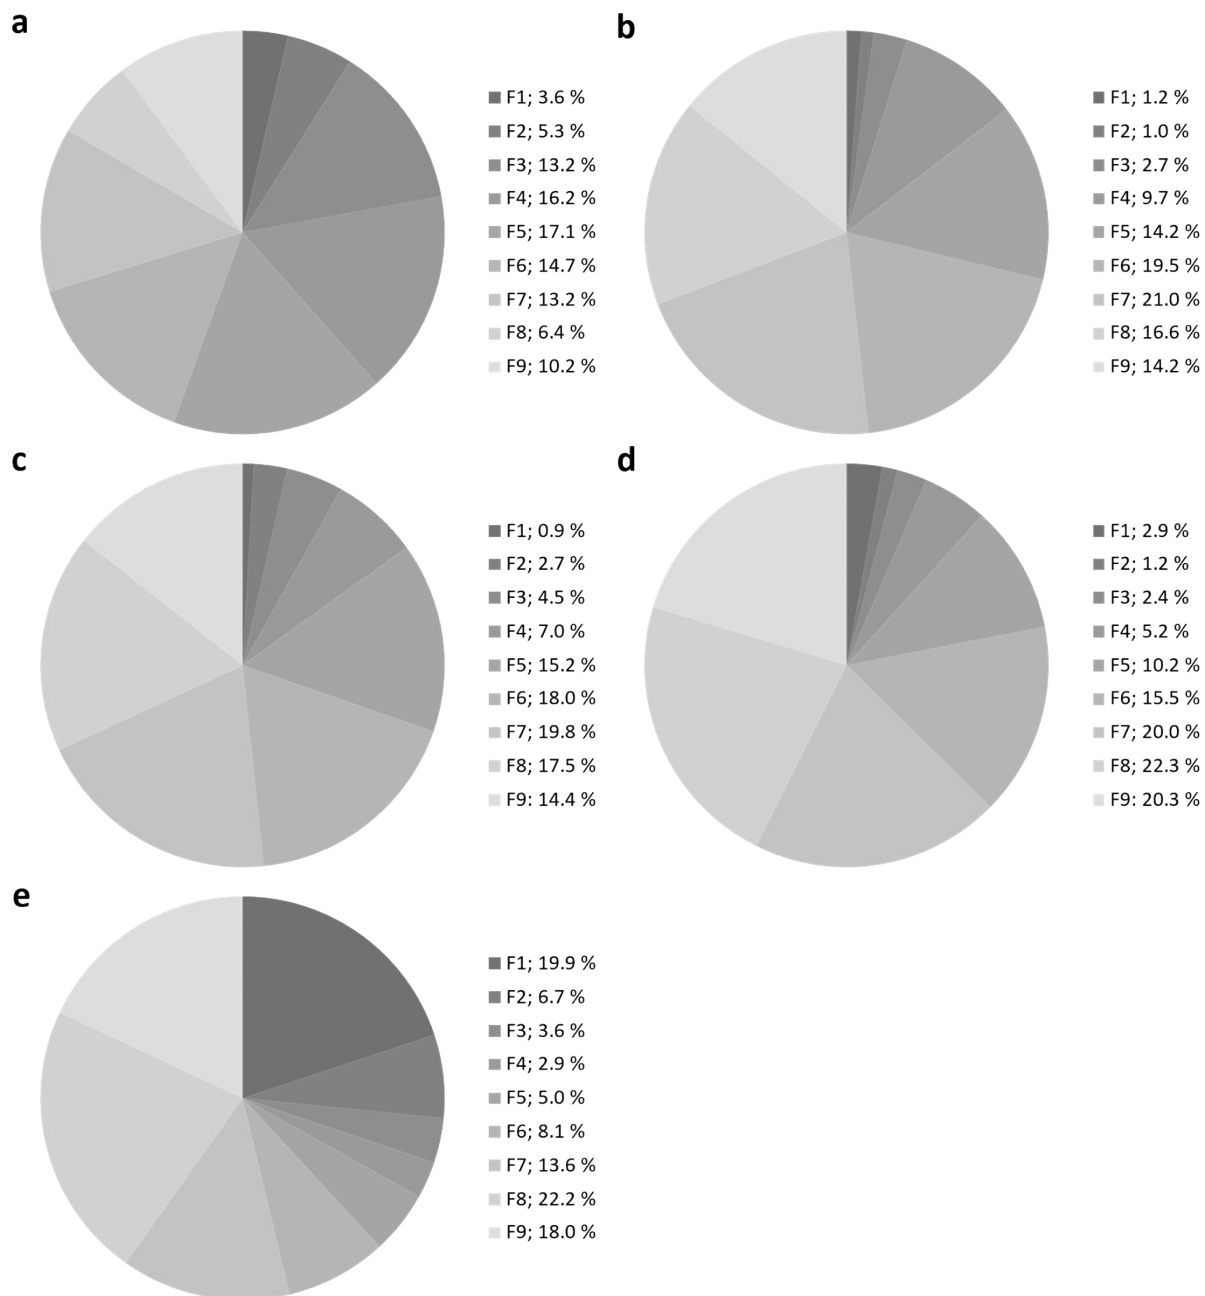 a
F1; 3.6 %
F2; 5.3 %
F3; 13.2 %
F4; 16.2 %
F5; 17.1 %
F6; 14.7 %
F7; 13.2 %
F8; 6.4 %
F9; 10.2 %
b
F1; 1.2 %
F2; 1.0 %
F3; 2.7 %
F4; 9.7 %
F5; 14.2 %
F6; 19.5 %
F7; 21.0 %
F8; 16.6 %
F9; 14.2 %
c
F1; 0.9 %
F2; 2.7 %
F3; 4.5 %
F4; 7.0 %
F5; 15.2 %
F6; 18.0 %
F7; 19.8 %
F8; 17.5 %
F9: 14.4 %
d
F1; 2.9 %
F2; 1.2 %
F3; 2.4 %
F4; 5.2 %
F5; 10.2 %
F6; 15.5 %
F7; 20.0 %
F8; 22.3 %
F9: 20.3 %
e
F1; 19.9 %
F2; 6.7 %
F3; 3.6 %
F4; 2.9 %
F5; 5.0 %
F6; 8.1 %
F7; 13.6 %
F8; 22.2 %
F9; 18.0 %